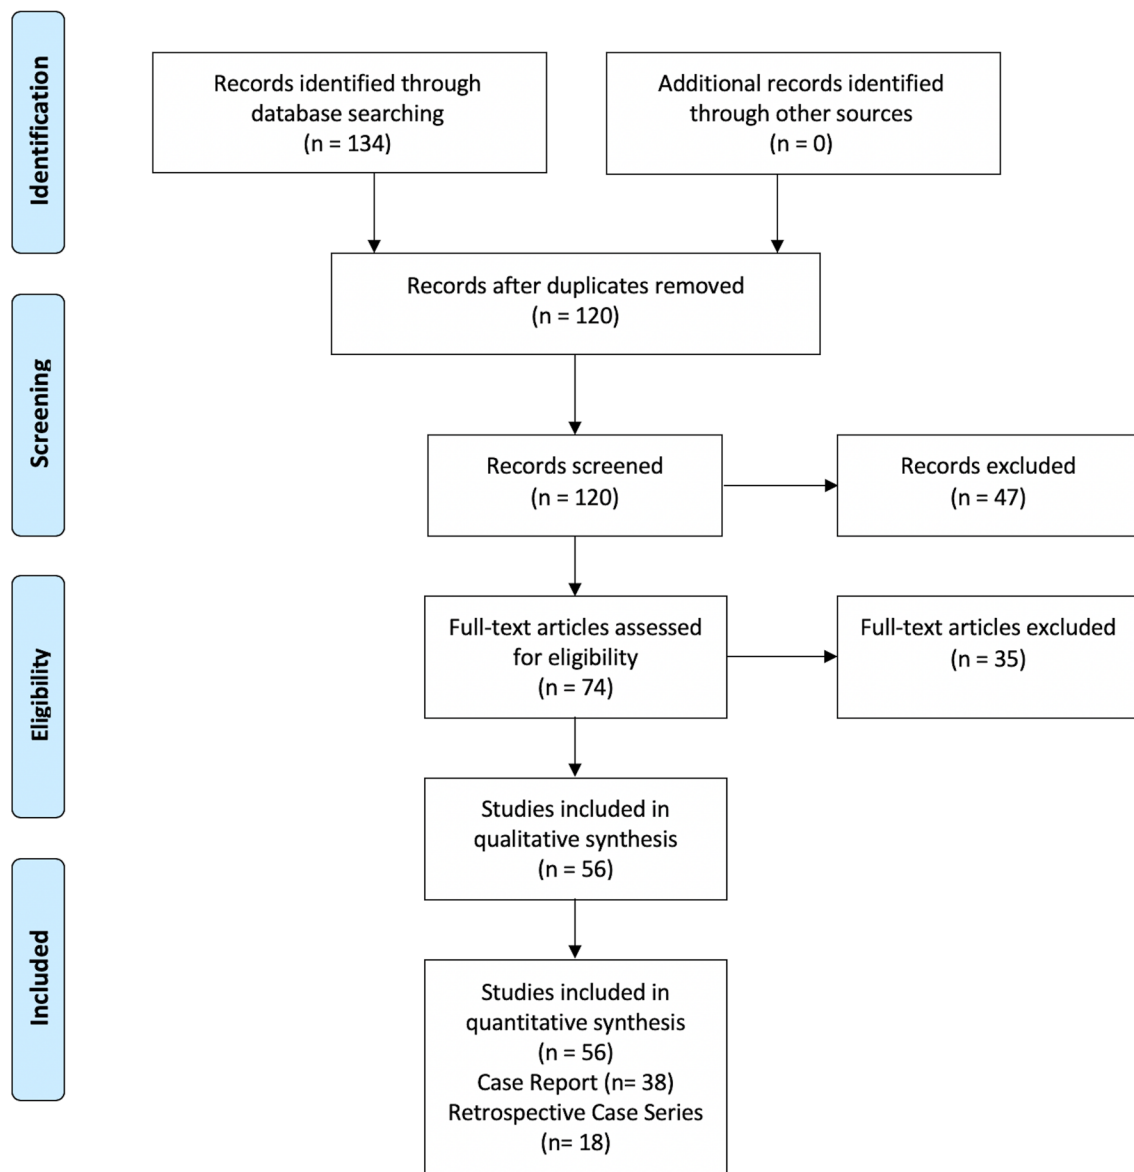 Identification
Records identified through
database searching
(n = 134)
Additional records identified
through other sources
(n = 0)
Records after duplicates removed
(n = 120)
Screening
Records screened
(n = 120)
Records excluded
(n = 47)
Eligibility
Full-text articles assessed
for eligibility
(n = 74)
Full-text articles excluded
(n = 35)
Studies included in
qualitative synthesis
(n = 56)
Included
Studies included in
quantitative synthesis
(n = 56)
Case Report (n= 38)
Retrospective Case Series
(n= 18)